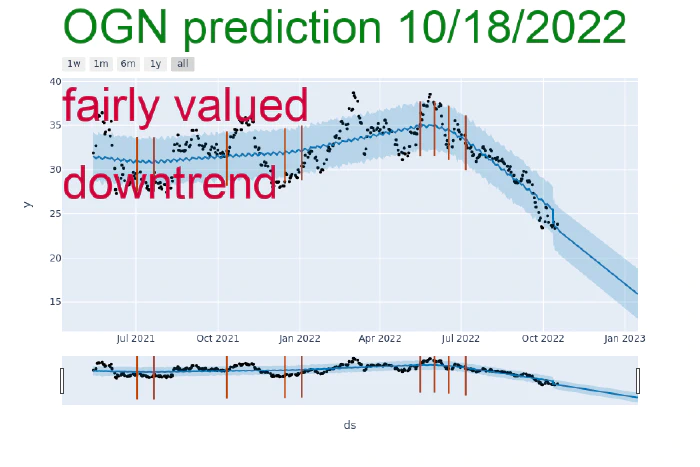 OGN prediction 10/18/2022
1w 1m 6m 1y all
fairly valued
downtrend
40
35
30
25
20
15
y
Jul 2021 Oct 2021 Jan 2022 Apr 2022 Jul 2022 Oct 2022 Jan 2023
ds